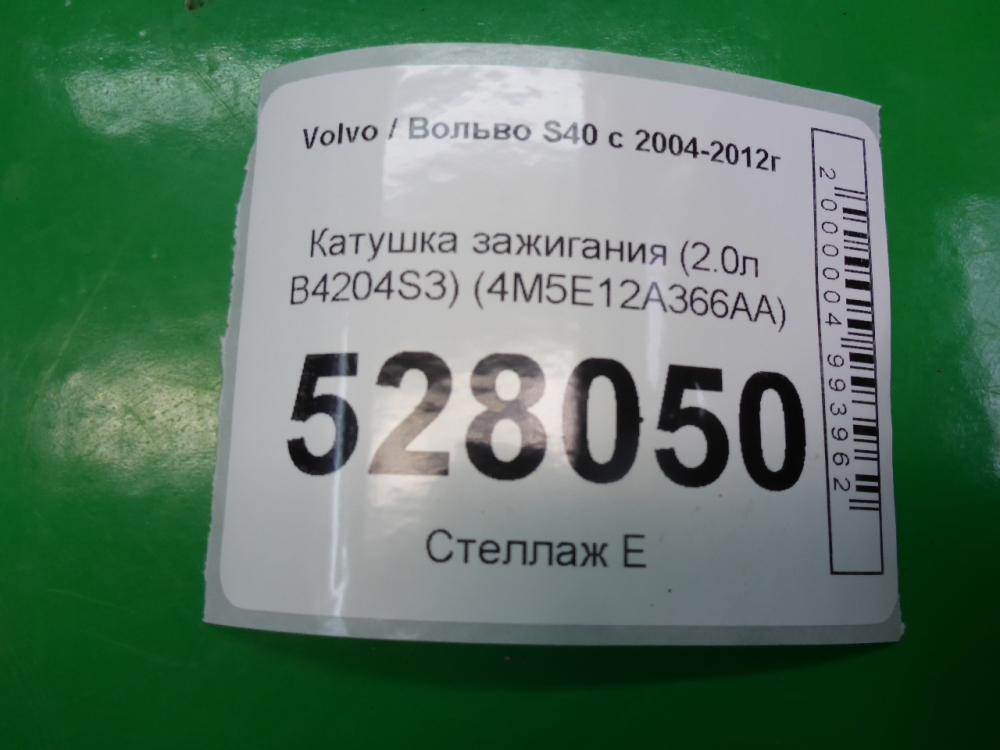 Volvo / Вольво S40 с 2004-2012г
Катушка зажигания (2.0л
B4204S3) (4M5E12A366AA)
528050
Стеллаж E
2000004993962